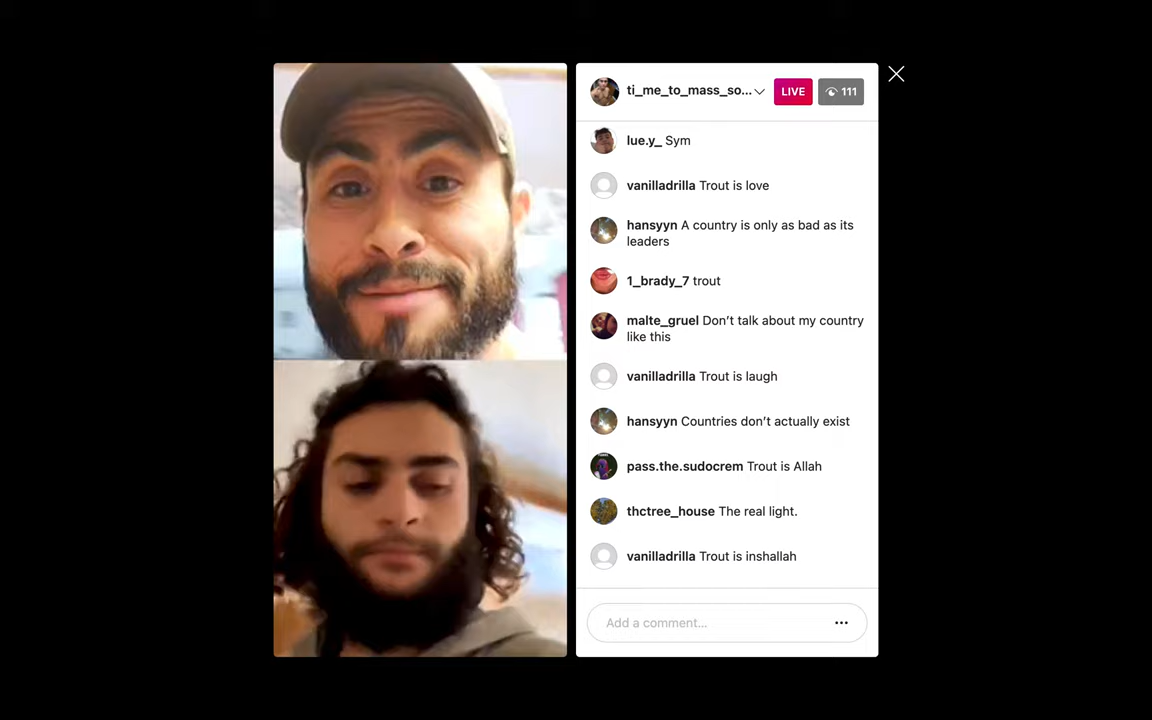 ti_me_to_mass_so...
LIVE
111
lue.y_ Sym
vanilladrilla Trout is love
hansyyn A country is only as bad as its
leaders
1_brady_7 trout
malte_gruel Don’t talk about my country
like this
vanilladrilla Trout is laugh
hansyyn Countries don’t actually exist
pass.the.sudocrem Trout is Allah
thctree_house The real light.
vanilladrilla Trout is inshallah
Add a comment...